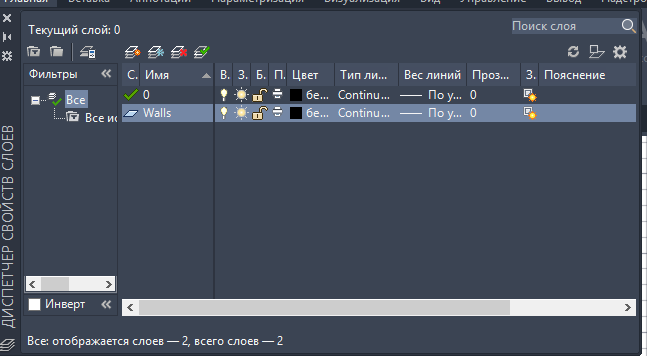 Главная Вставка Аннотации Параметризация Визуализация Вид Управление Вывод Надстрой
Текущий слой: 0
Поиск слоя
Фильтры
С. Имя В. З. Б. П. Цвет Тип ли... Вес линий Проз... З. Пояснение
Все
Все ис
0 бе... Continu... По у... 0
Walls бе... Continu... По у... 0
Инверт
Все: отображается слоев — 2, всего слоев — 2
ДИСПЕТЧЕР СВОЙСТВ СЛОЕВ